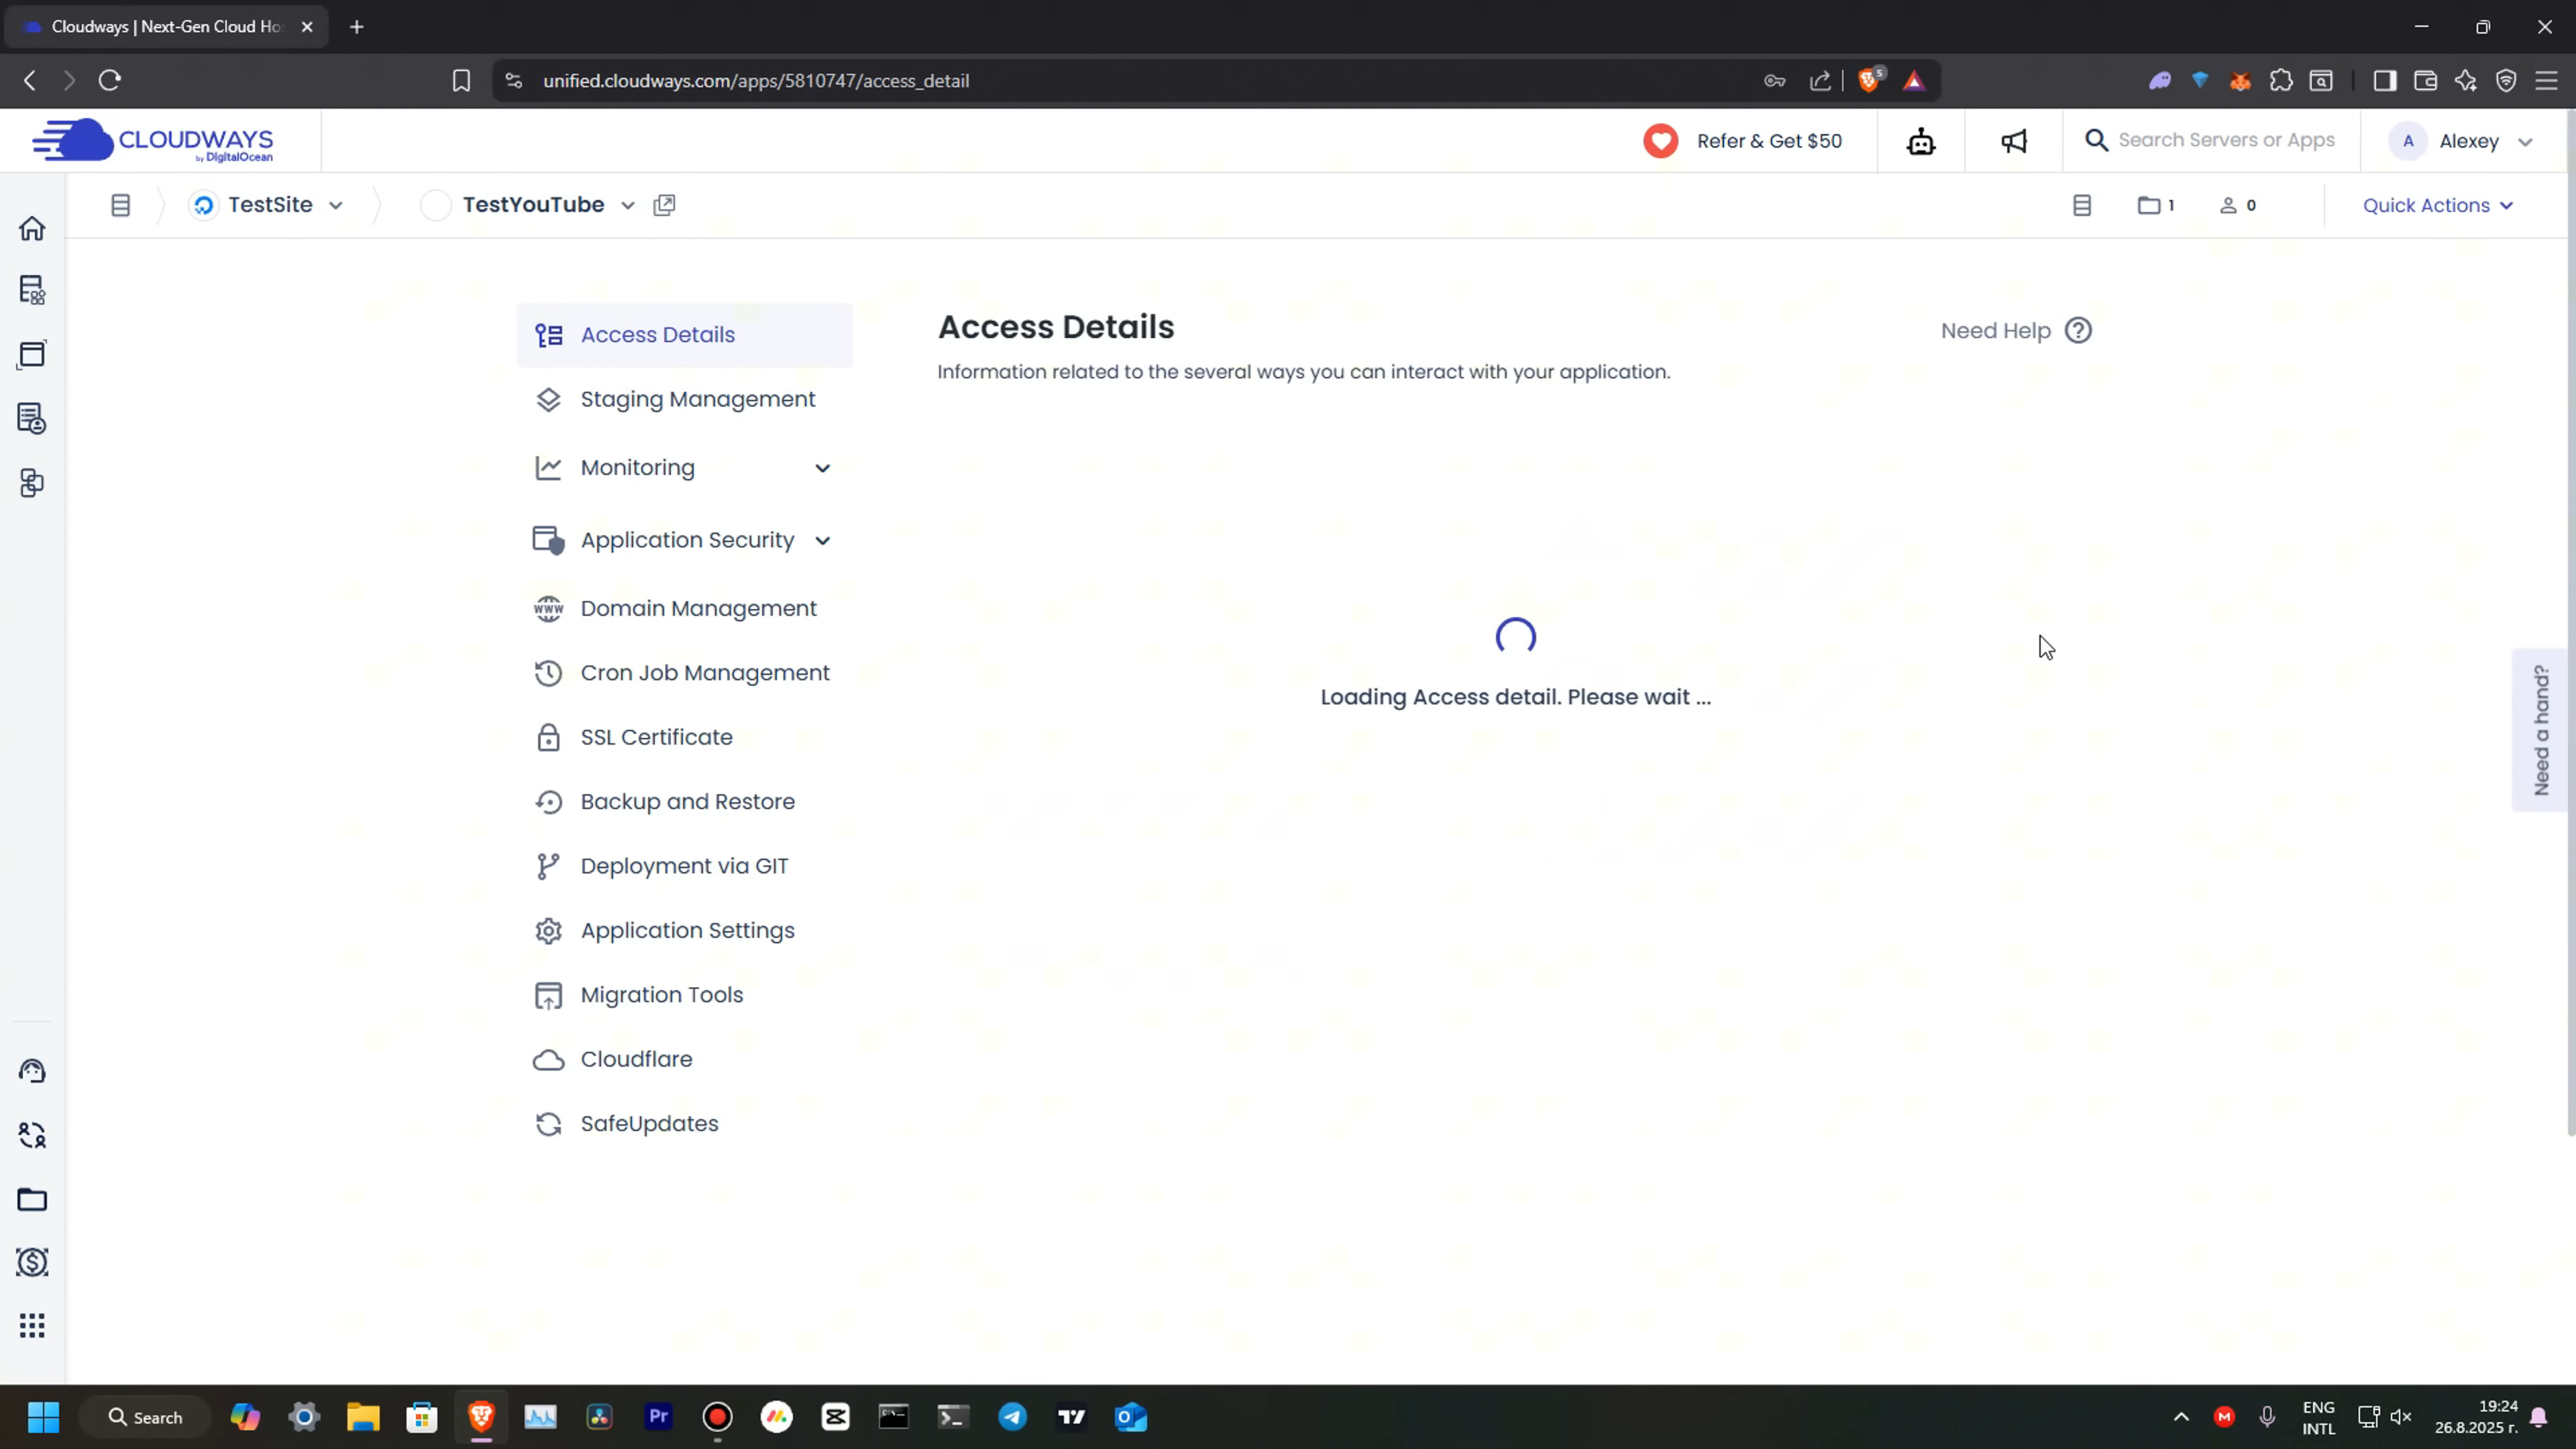 Cloudways | Next-Gen Cloud Ho
unified.cloudways.com/apps/5810747/access_detail
5
CLOUDWAYS
by DigitalOcean
Refer & Get $50
Search Servers or Apps
A
Alexey
TestSite
TestYouTube
1
0
Quick Actions
Access Details
Staging Management
Monitoring
Application Security
WWW
Domain Management
Cron Job Management
SSL Certificate
Backup and Restore
Deployment via GIT
Application Settings
Migration Tools
Cloudflare
SafeUpdates
Access Details
Need Help
Information related to the several ways you can interact with your application.
Loading Access detail. Please wait ...
Need a hand?
Search
Pr
M
ENG
INTL
19:24
26.8.2025 г.